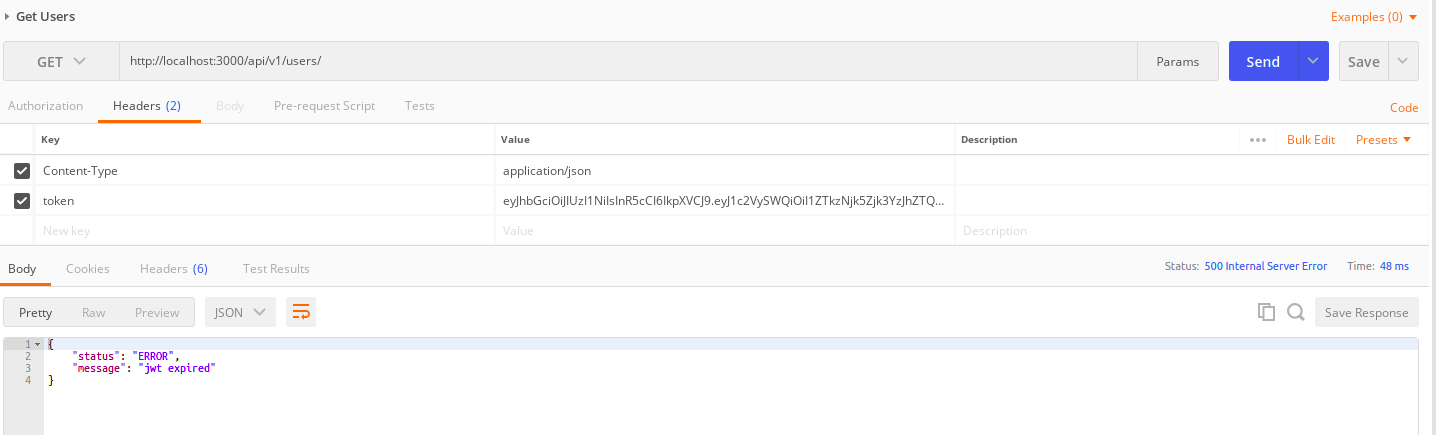 Get Users Examples (0)
GET http://localhost:3000/api/v1/users/ Params Send Save
Authorization Headers (2) Body Pre-request Script Tests Code
Key Value Description ••• Bulk Edit Presets
Content-Type application/json
token eyJhbGciOiJIUzI1NiIsInR5cCI6IkpXVCJ9.eyJ1c2VySWQiOiI1ZTkzNjk5Zjk3YzJhZTQ...
New key Value Description
Body Cookies Headers (6) Test Results Status: 500 Internal Server Error Time: 48 ms
Pretty Raw Preview JSON Save Response
1 {
2 "status": "ERROR",
3 "message": "jwt expired"
4 }